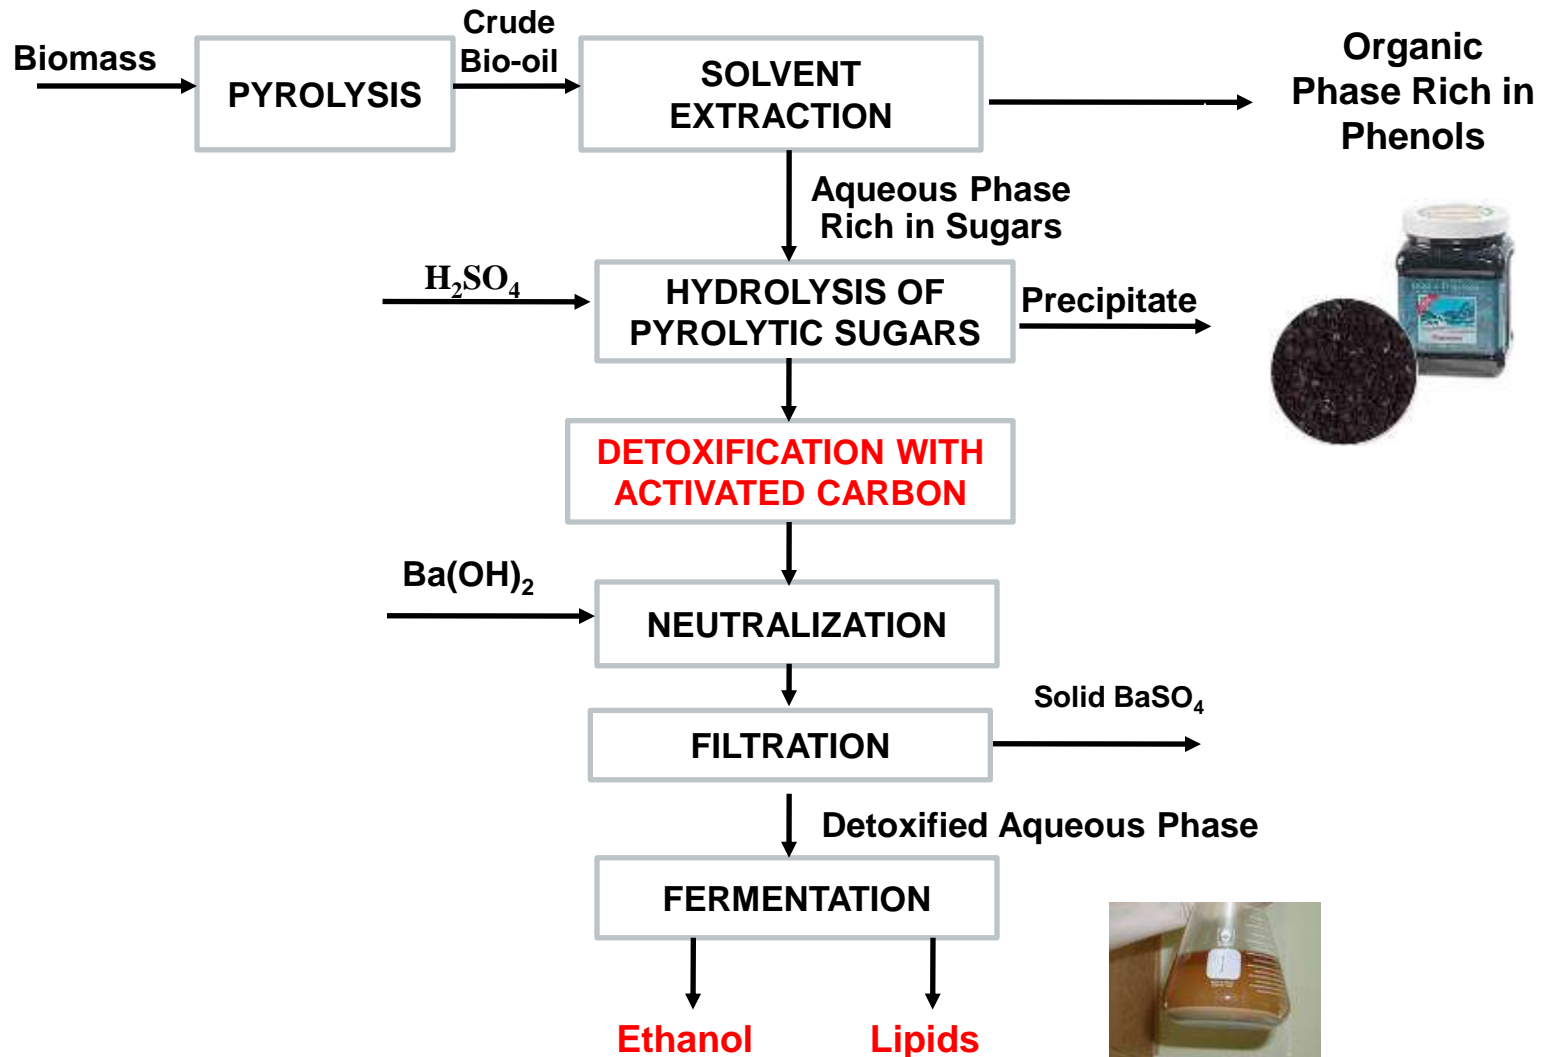 Biomass
PYROLYSIS
Crude
Bio-oil
SOLVENT
EXTRACTION
Organic
Phase Rich in
Phenols
Aqueous Phase
Rich in Sugars
H₂SO₄
HYDROLYSIS OF
PYROLYTIC SUGARS
Precipitate
DETOXIFICATION WITH
ACTIVATED CARBON
Ba(OH)₂
NEUTRALIZATION
FILTRATION
Solid BaSO₄
Detoxified Aqueous Phase
FERMENTATION
Ethanol
Lipids